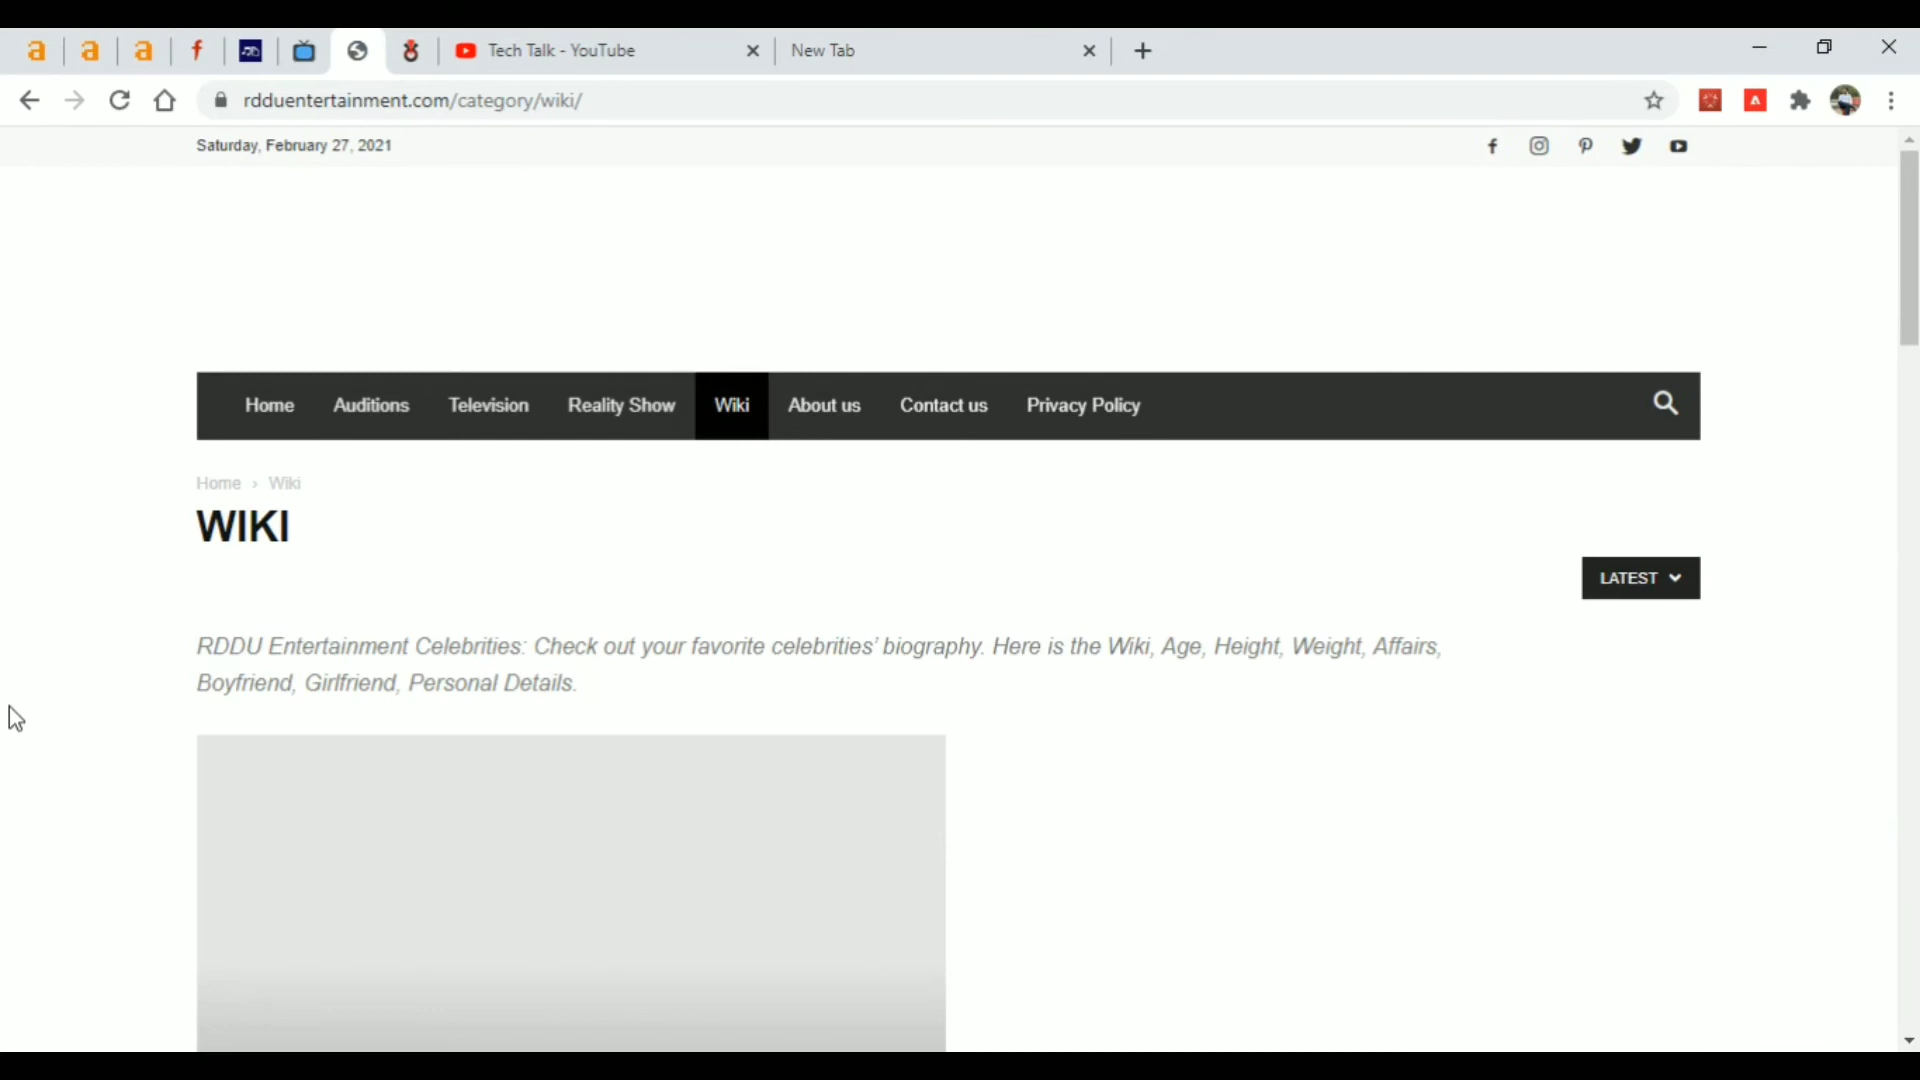 Tech Talk - YouTube
New Tab
rdduentertainment.com/category/wiki/
Saturday, February 27, 2021
Home Auditions Television Reality Show Wiki About us Contact us Privacy Policy
Home › Wiki
WIKI
LATEST
RDDU Entertainment Celebrities: Check out your favorite celebrities’ biography. Here is the Wiki, Age, Height, Weight, Affairs,
Boyfriend, Girlfriend, Personal Details.